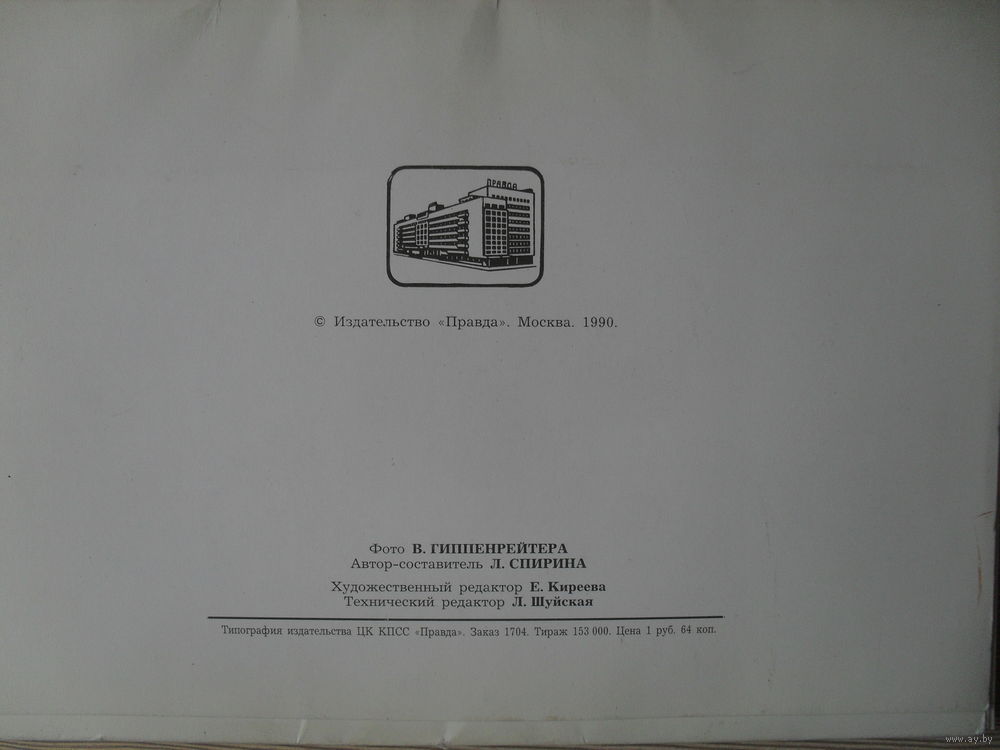 ПРАВДА
© Издательство «Правда». Москва. 1990.
Фото В. ГИППЕНРЕЙТЕРА
Автор-составитель Л. СПИРИНА
Художественный редактор Е. Киреева
Технический редактор Л. Шуйская
Типография издательства ЦК КПСС «Правда». Заказ 1704. Тираж 153 000. Цена 1 руб. 64 коп.
www.ay.by